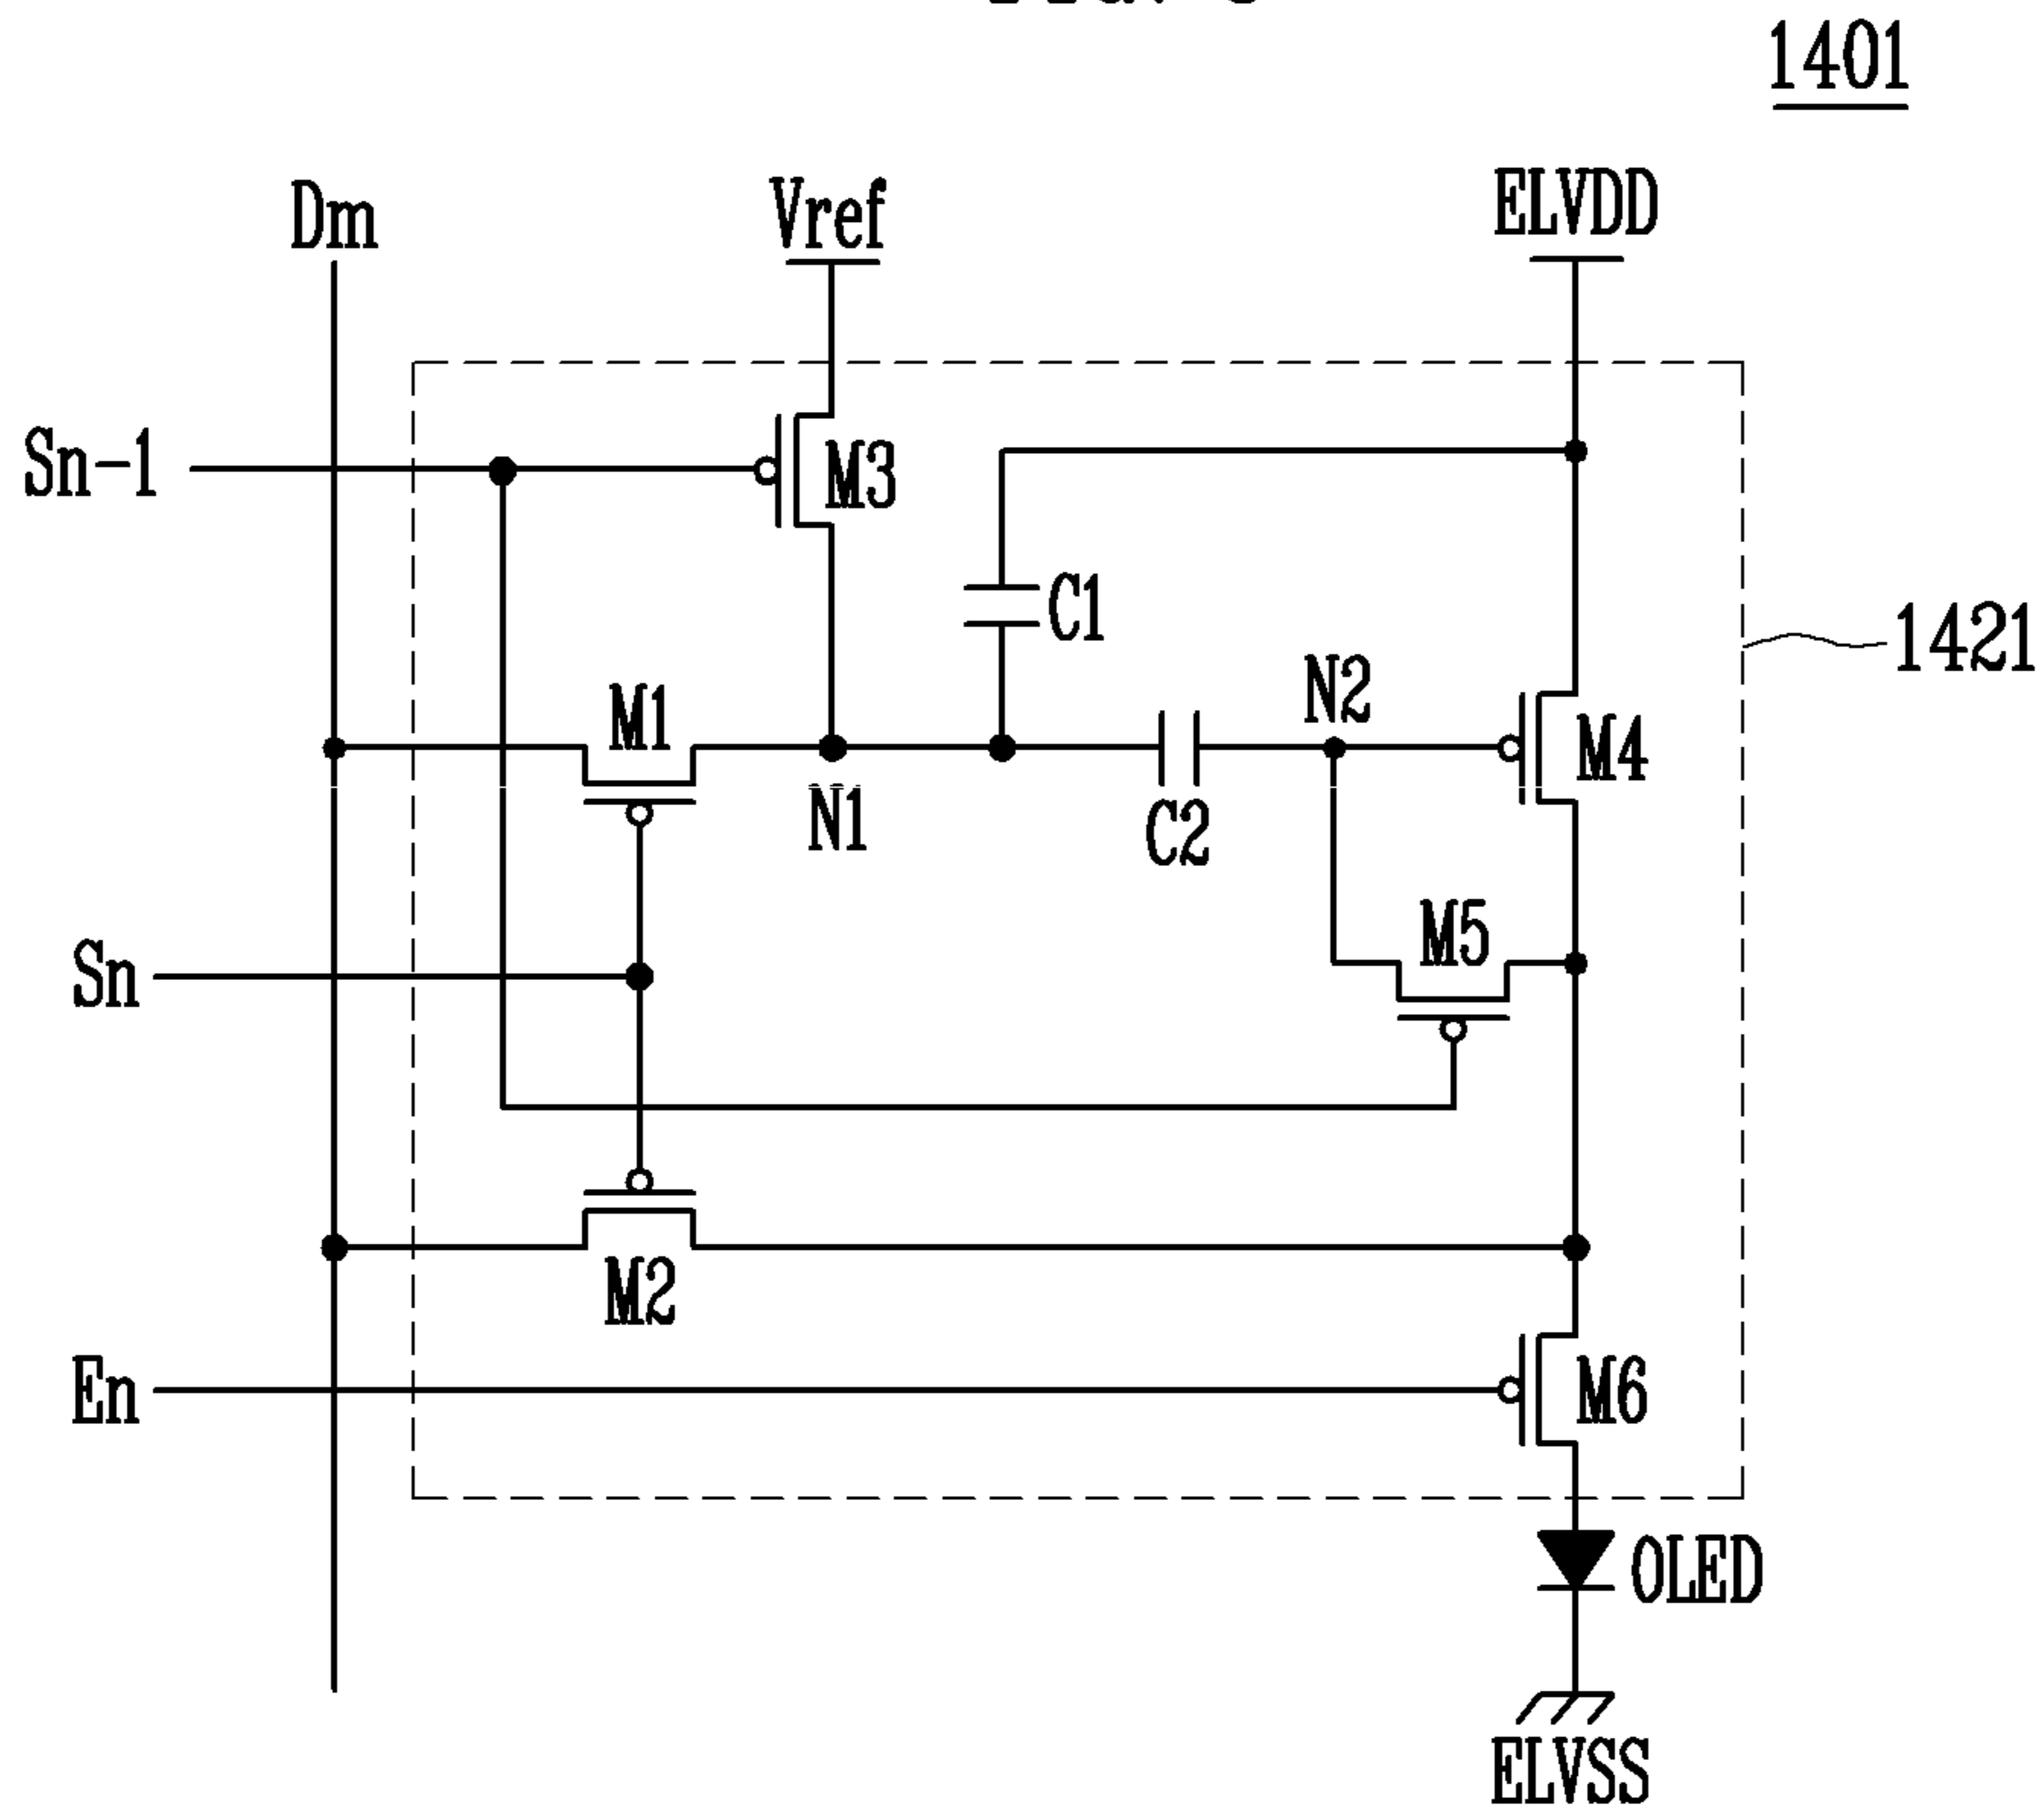 1401
Dm
Vref
ELVDD
Sn-1
M3
C1
1421
N2
M1
M4
N1
C2
M5
Sn
M2
En
M6
OLED
ELVSS